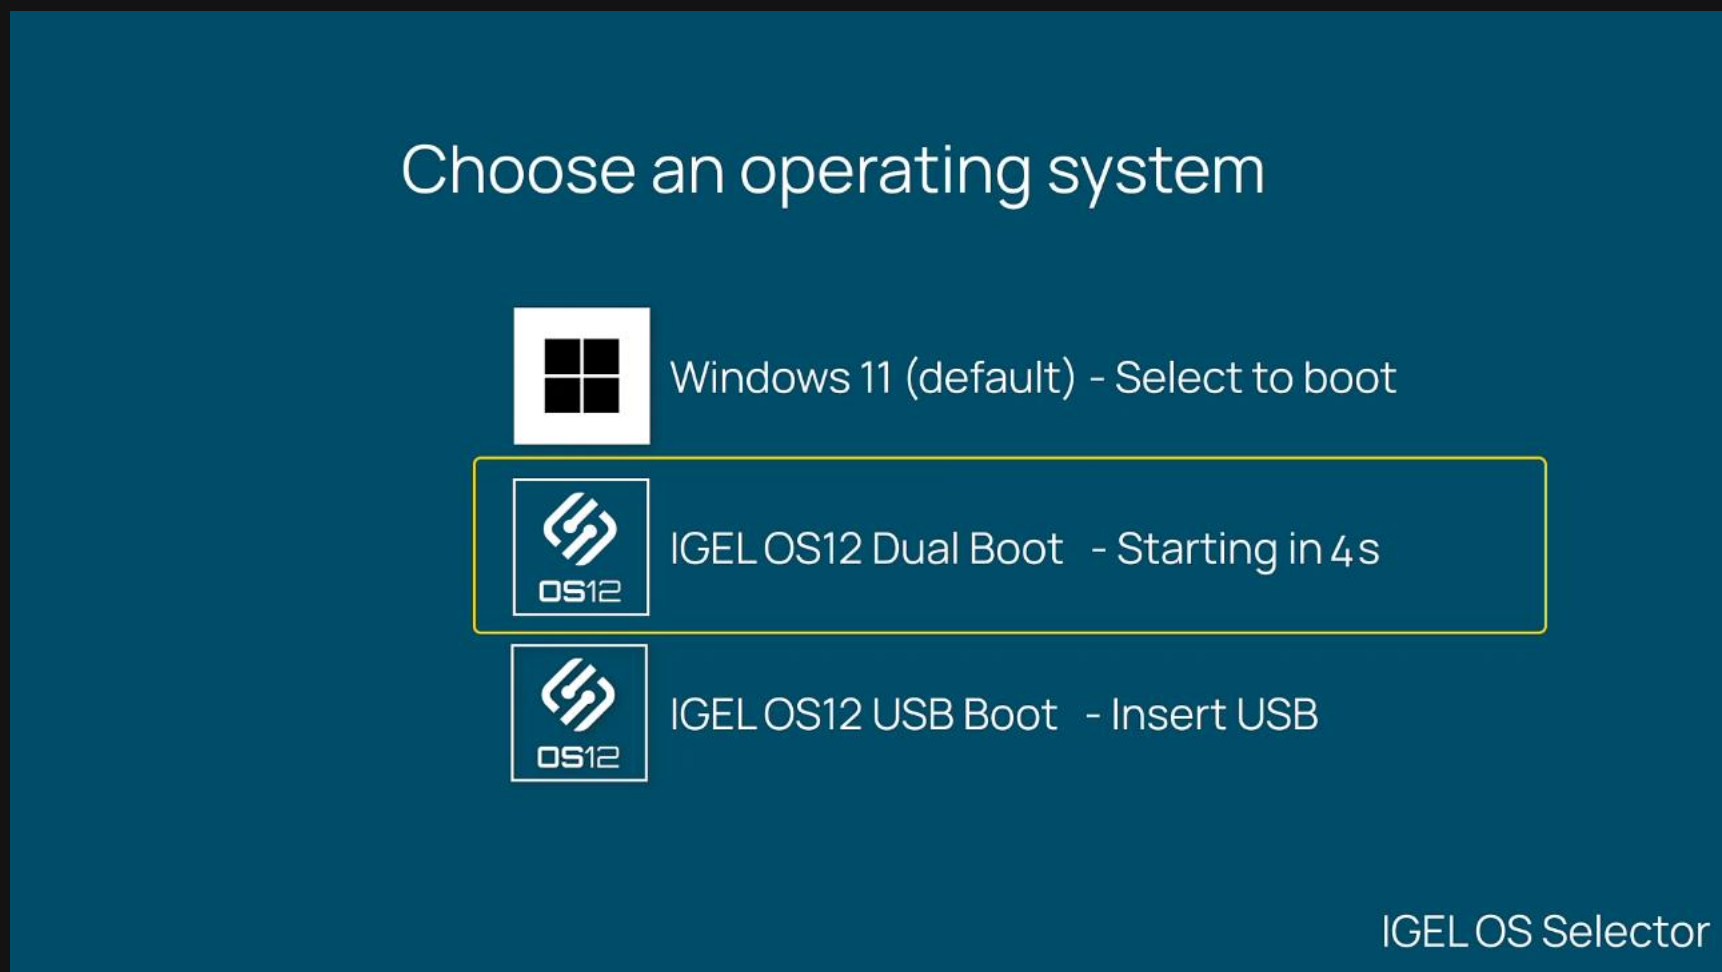 Choose an operating system
Windows 11 (default) - Select to boot
OS12
IGEL OS12 Dual Boot - Starting in 4s
OS12
IGEL OS12 USB Boot - Insert USB
IGEL OS Selector